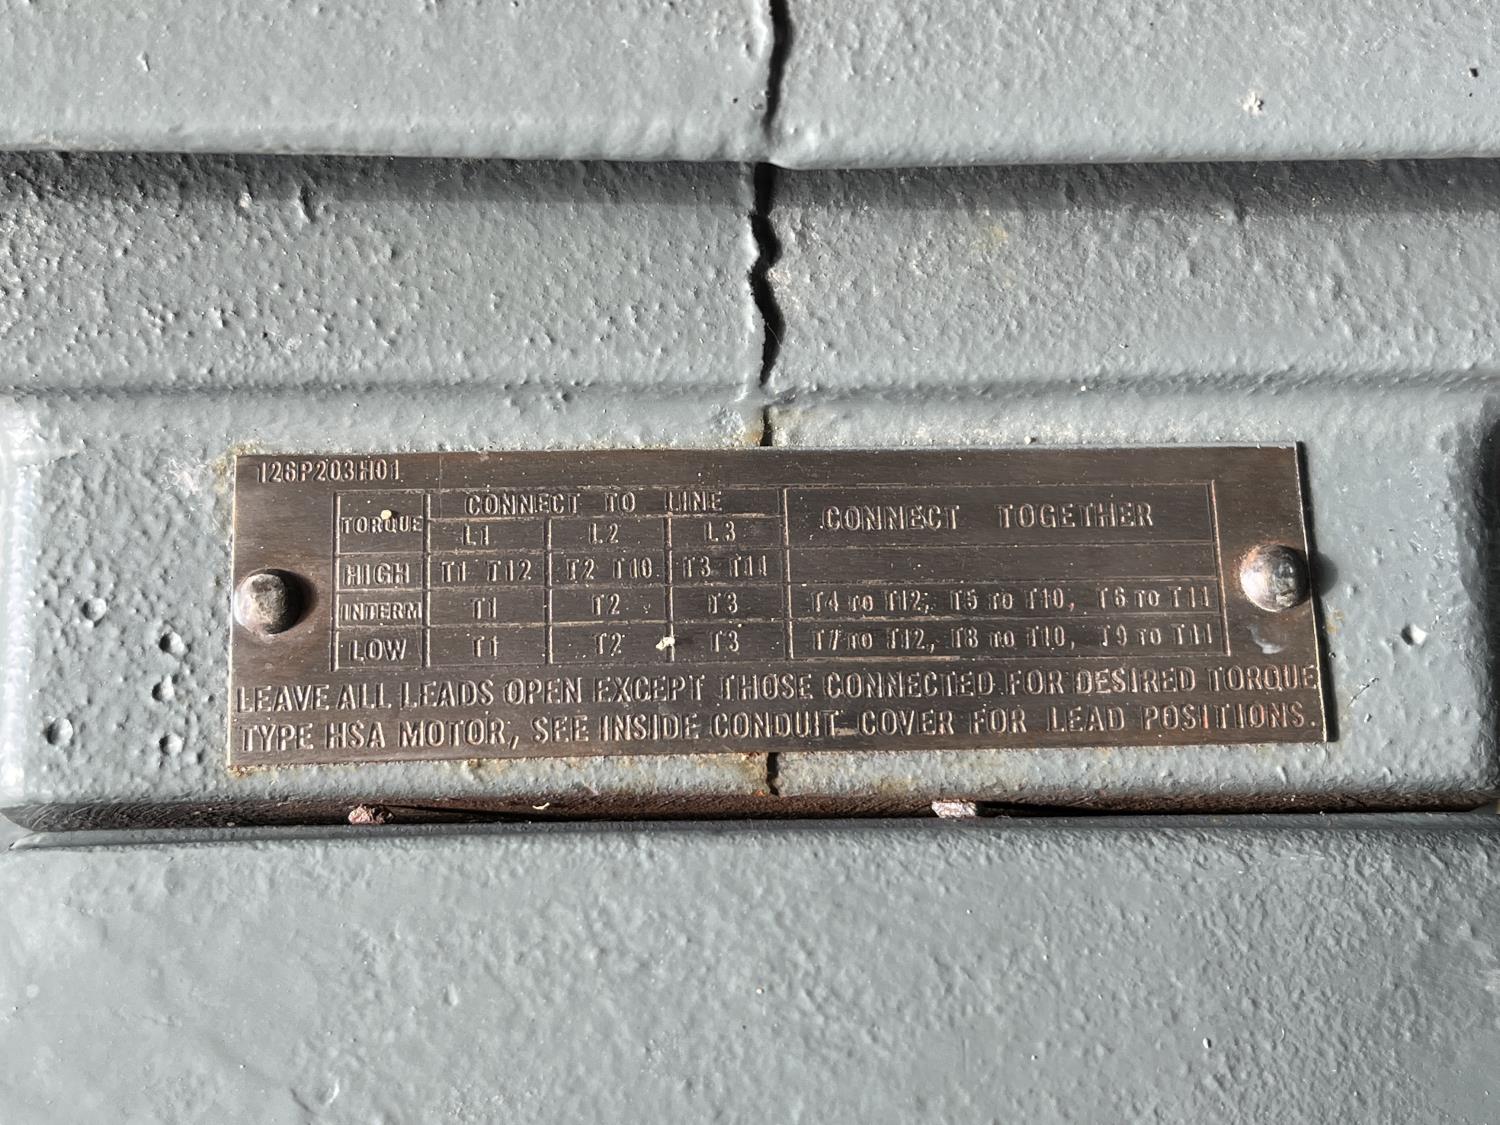 126P203H01
TORQUE CONNECT TO LINE CONNECT TOGETHER
L1 L2 L3
HIGH T1 T12 T2 T10 T3 T11
INTERM T1 T2 T3 T4 TO T12, T5 TO T10, T6 TO T11
LOW T1 T2 T3 T7 TO T12, T8 TO T10, T9 TO T11
LEAVE ALL LEADS OPEN EXCEPT THOSE CONNECTED FOR DESIRED TORQUE
TYPE HSA MOTOR, SEE INSIDE CONDUIT COVER FOR LEAD POSITIONS.